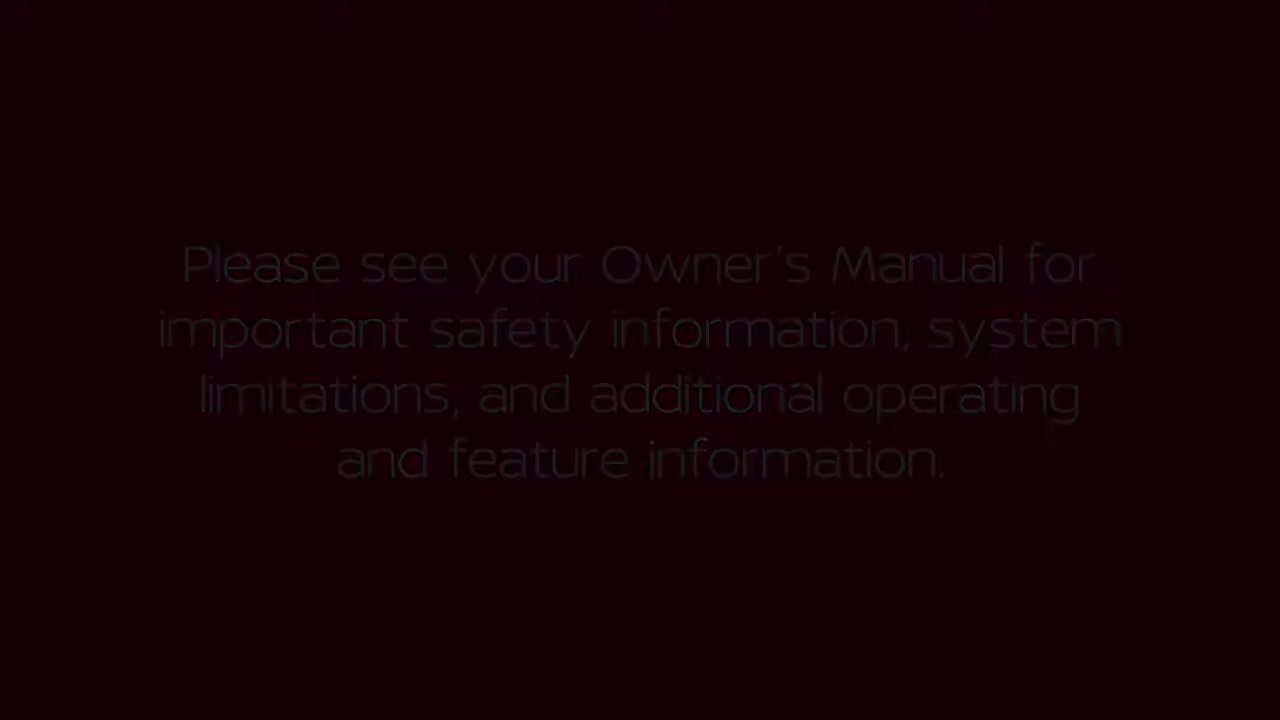 Please see your Owner's Manual for
important safety information, system
limitations, and additional operating
and feature information.